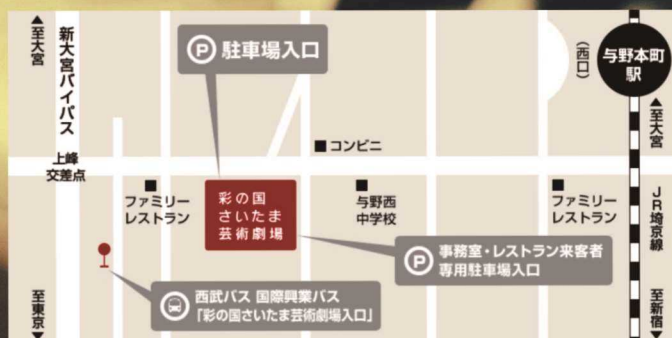 ▲至大宮
新大宮バイパス
上峰
交差点
至東京▼
P 駐車場入口
(西口)
与野本町
駅
▲至大宮
JR埼京線
至新宿▼
コンビニ
ファミリー
レストラン
彩の国
さいたま
芸術劇場
与野西
中学校
ファミリー
レストラン
P 事務室・レストラン来客者
専用駐車場入口
西武バス 国際興業バス
「彩の国さいたま芸術劇場入口」